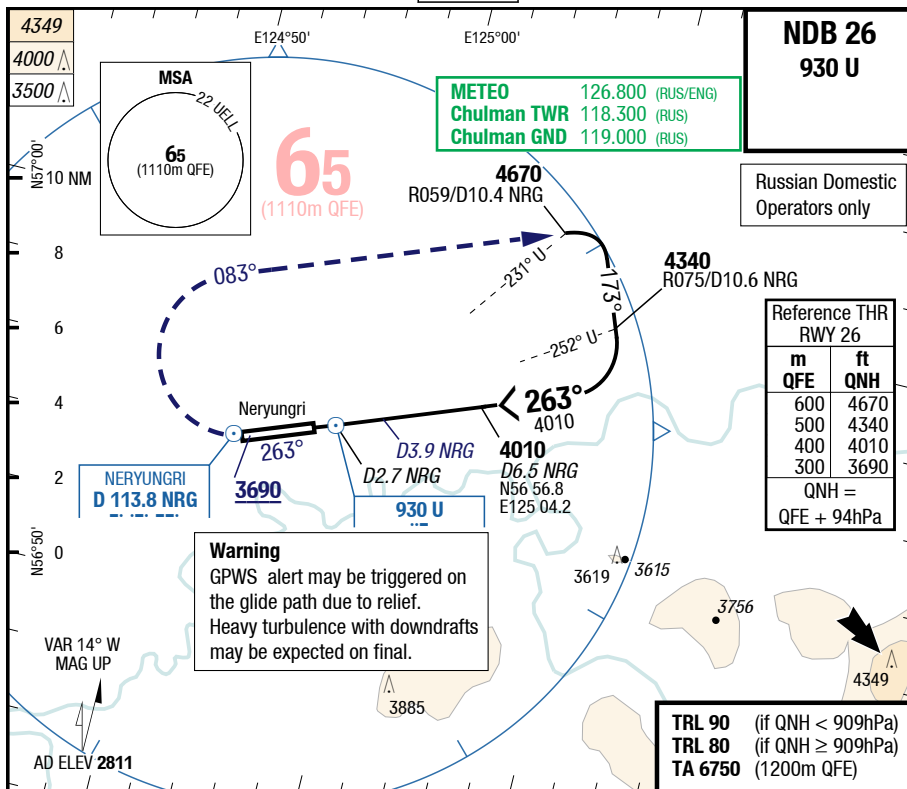 4349
4000
3500
E124°50'
E125°00'
NDB 26
930 U
MSA
22 UELL
65
(1110m QFE)
65
(1110m QFE)
METEO 126.800 (RUS/ENG)
Chulman TWR 118.300 (RUS)
Chulman GND 119.000 (RUS)
Russian Domestic
Operators only
N57°00'
10 NM
8
6
4
2
0
N56°50'
4670
R059/D10.4 NRG
083°
231° U
173°
4340
R075/D10.6 NRG
252° U
263°
4010
Neryungri
263°
3690
D3.9 NRG
D2.7 NRG
4010
D6.5 NRG
N56 56.8
E125 04.2
NERYUNGRI
D 113.8 NRG
930 U
Reference THR
RWY 26
m ft
QFE QNH
600 4670
500 4340
400 4010
300 3690
QNH =
QFE + 94hPa
Warning
GPWS alert may be triggered on
the glide path due to relief.
Heavy turbulence with downdrafts
may be expected on final.
3619
3615
3756
4349
3885
VAR 14° W
MAG UP
AD ELEV 2811
TRL 90 (if QNH < 909hPa)
TRL 80 (if QNH ≥ 909hPa)
TA 6750 (1200m QFE)